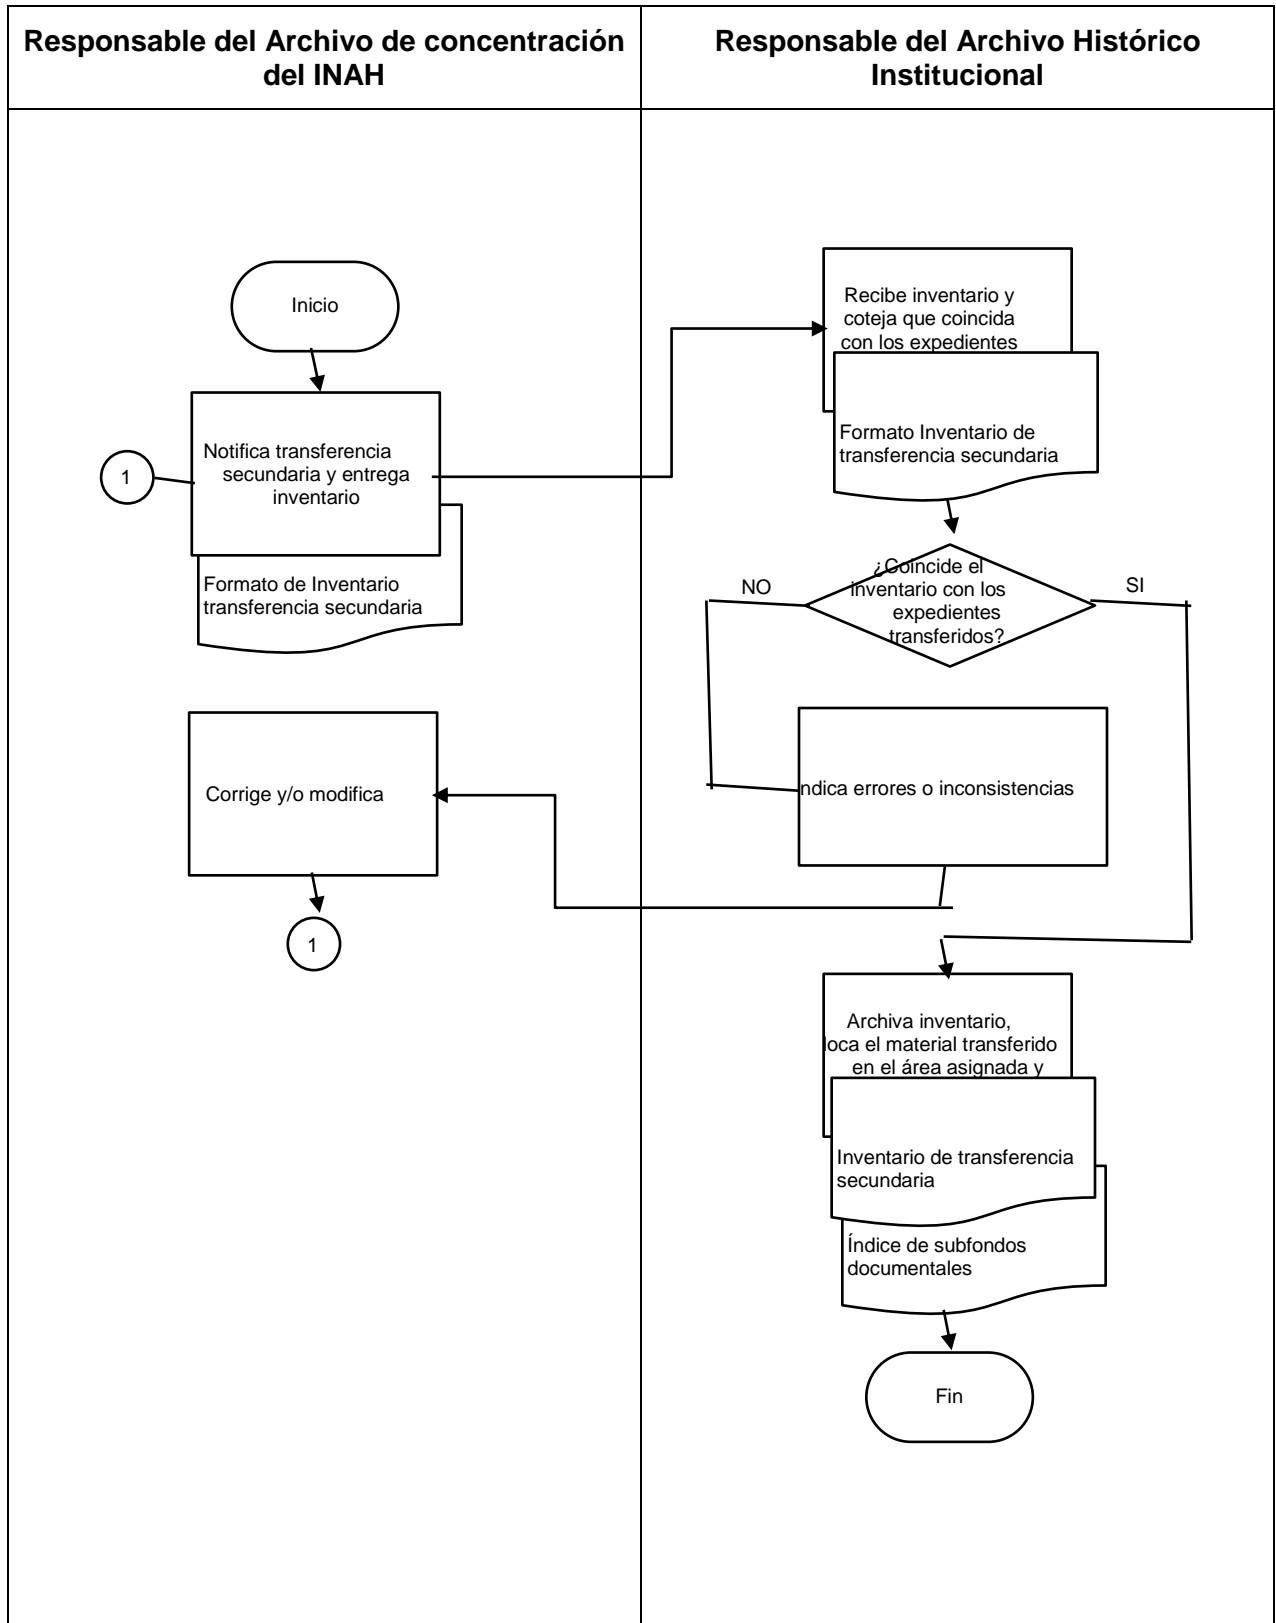 Responsable del Archivo de concentración
del INAH
Responsable del Archivo Histórico
Institucional
Inicio
Notifica transferencia
secundaria y entrega
inventario
1
Formato de Inventario
transferencia secundaria
Recibe inventario y
coteja que coincida
con los expedientes
Formato Inventario de
transferencia secundaria
¿Coincide el
inventario con los
expedientes
transferidos?
NO
SI
ndica errores o inconsistencias
Corrige y/o modifica
1
Archiva inventario,
loca el material transferido
en el área asignada y
Inventario de transferencia
secundaria
Índice de subfondos
documentales
Fin